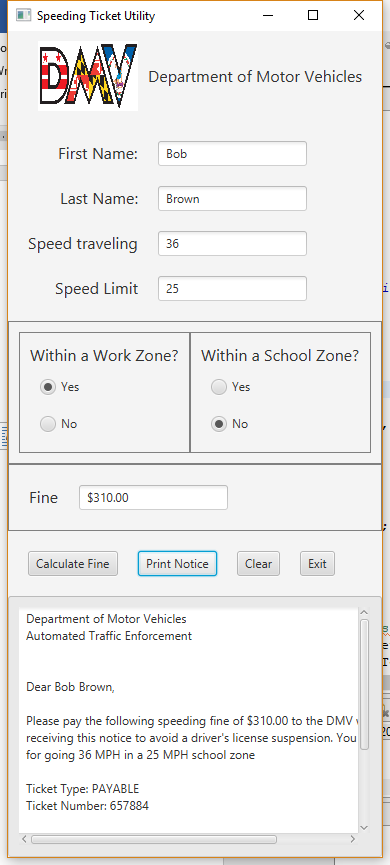 Speeding Ticket Utility
DMV
Department of Motor Vehicles
First Name: Bob
Last Name: Brown
Speed traveling 36
Speed Limit 25
Within a Work Zone? Within a School Zone?
Yes Yes
No No
Fine $310.00
Calculate Fine Print Notice Clear Exit
Department of Motor Vehicles
Automated Traffic Enforcement
Dear Bob Brown,
Please pay the following speeding fine of $310.00 to the DMV
receiving this notice to avoid a driver's license suspension. You
for going 36 MPH in a 25 MPH school zone
Ticket Type: PAYABLE
Ticket Number: 657884